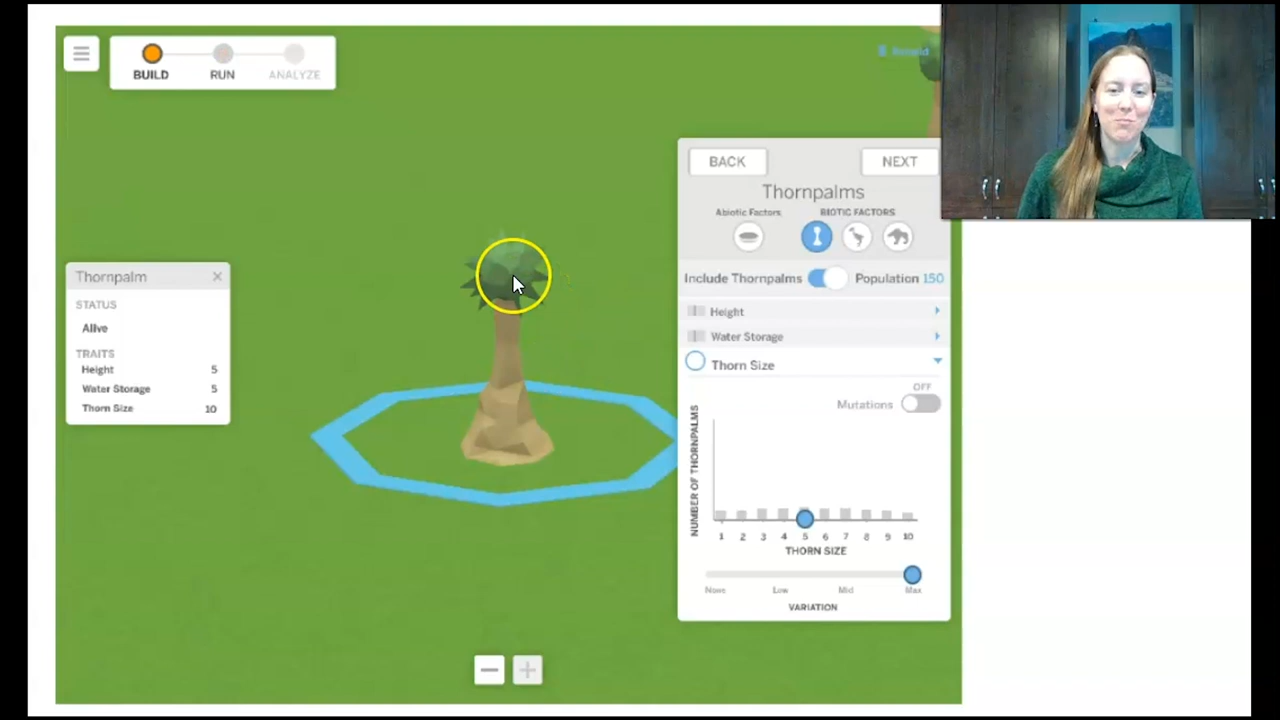 BUILD
RUN
ANALYZE
BACK
NEXT
Thornpalms
Abiotic Factors
BIOTIC FACTORS
Include Thornpalms
Population 150
Height
Water Storage
Thorn Size
OFF
Mutations
NUMBER OF THORNPALMS
1 2 3 4 5 6 7 8 9 10
THORN SIZE
None Low Mid Max
VARIATION
Thornpalm
STATUS
Alive
TRAITS
Height 5
Water Storage 5
Thorn Size 10